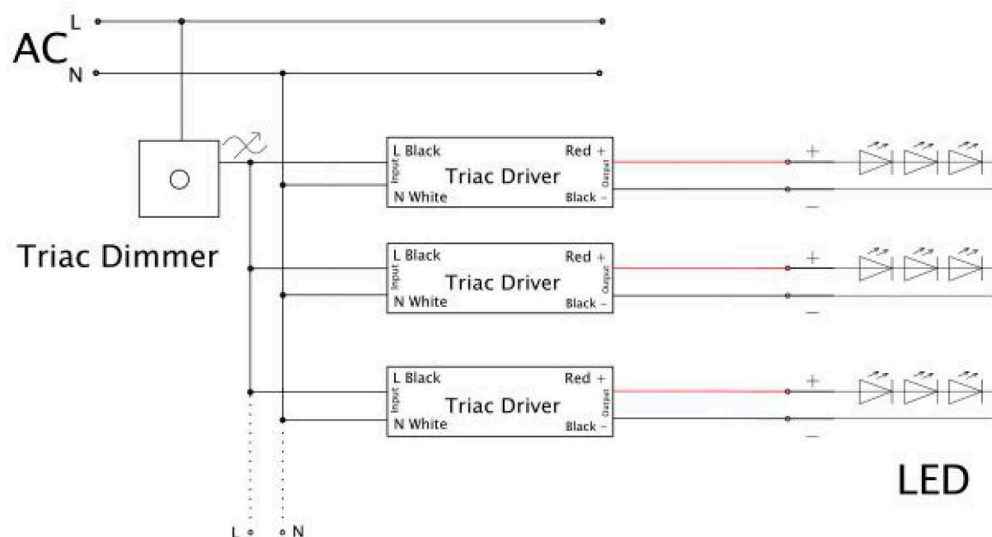 L
AC
N
L Black
Red +
Input
Triac Driver
Output
N White
Black -
Triac Dimmer
L Black
Red +
Input
Triac Driver
Output
N White
Black -
L Black
Red +
Input
Triac Driver
Output
N White
Black -
+
−
+
−
+
−
LED
L
N